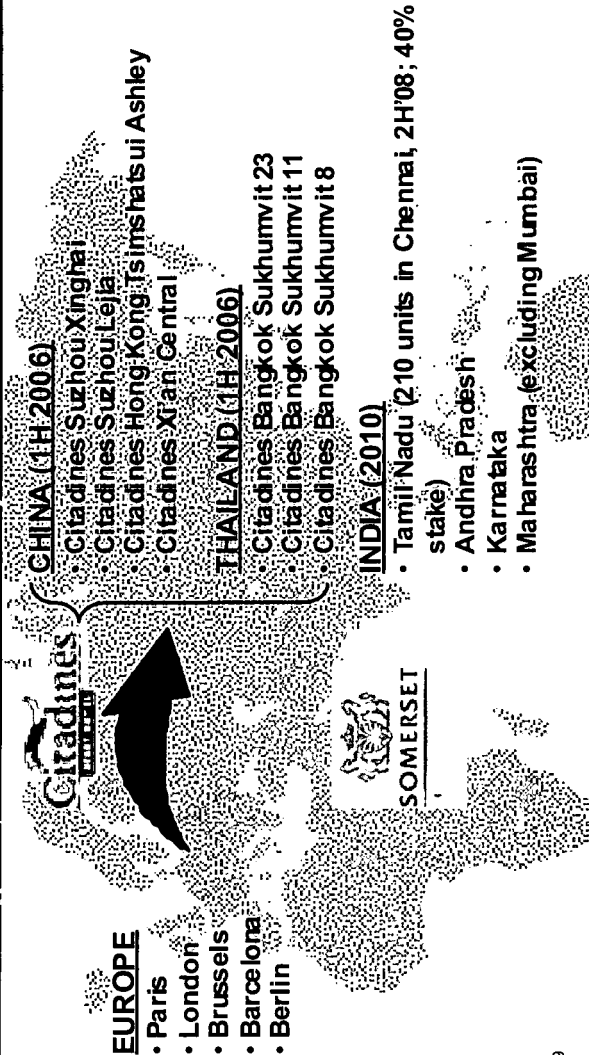 EUROPE
• Paris
• London
• Brussels
• Barcelona
• Berlin
Citadines
CHINA (1H 2006)
• Citadines Suzhou Xinghai
• Citadines Suzhou Lejia
• Citadines Hong Kong Tsimshatsui Ashley
• Citadines Xi'an Central
THAILAND (1H 2006)
• Citadines Bangkok Sukhumvit 23
• Citadines Bangkok Sukhumvit 11
• Citadines Bangkok Sukhumvit 8
SOMERSET
INDIA (2010)
• Tamil Nadu (210 units in Chennai, 2H'08; 40%
stake)
• Andhra Pradesh
• Karnataka
• Maharashtra (excluding Mumbai)